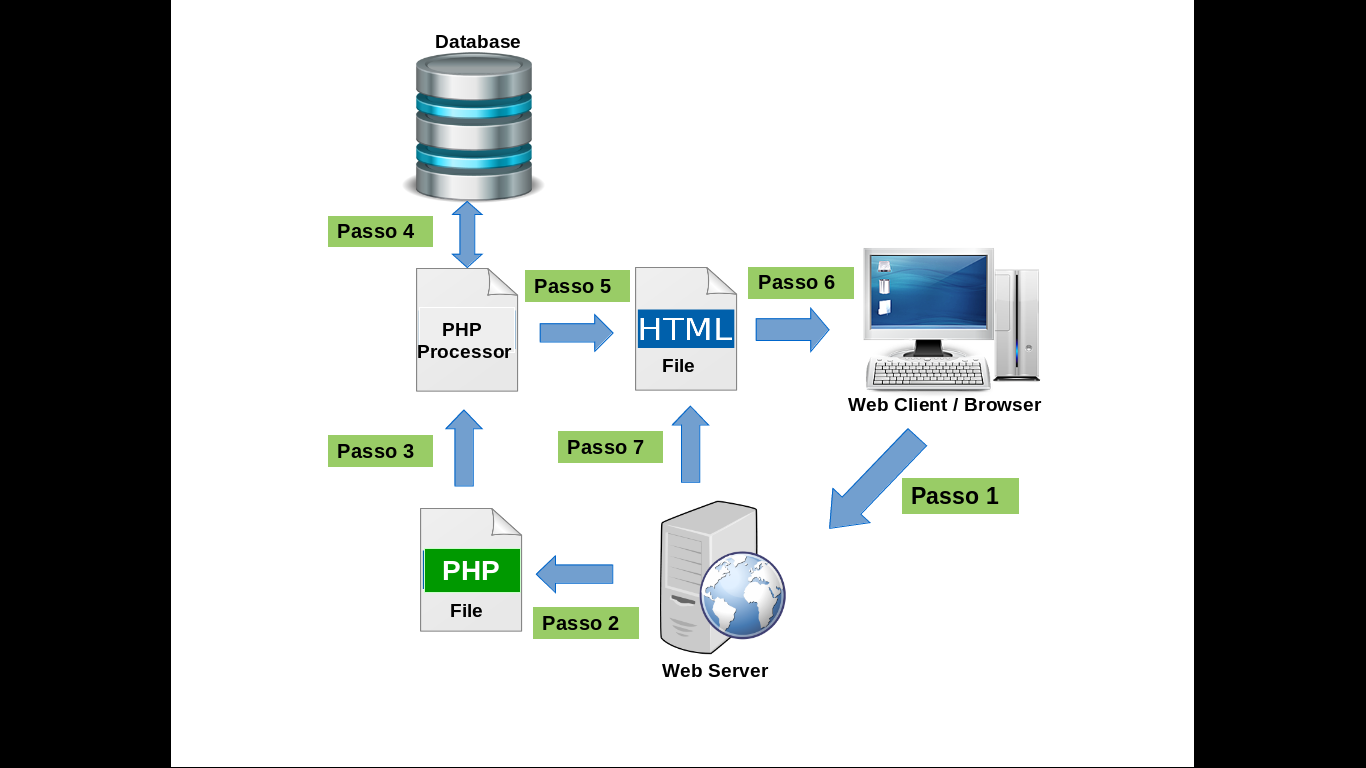 Database
Passo 4
Passo 5
Passo 6
PHP
Processor
HTML
File
Web Client / Browser
Passo 3
Passo 7
Passo 1
PHP
File
Passo 2
Web Server